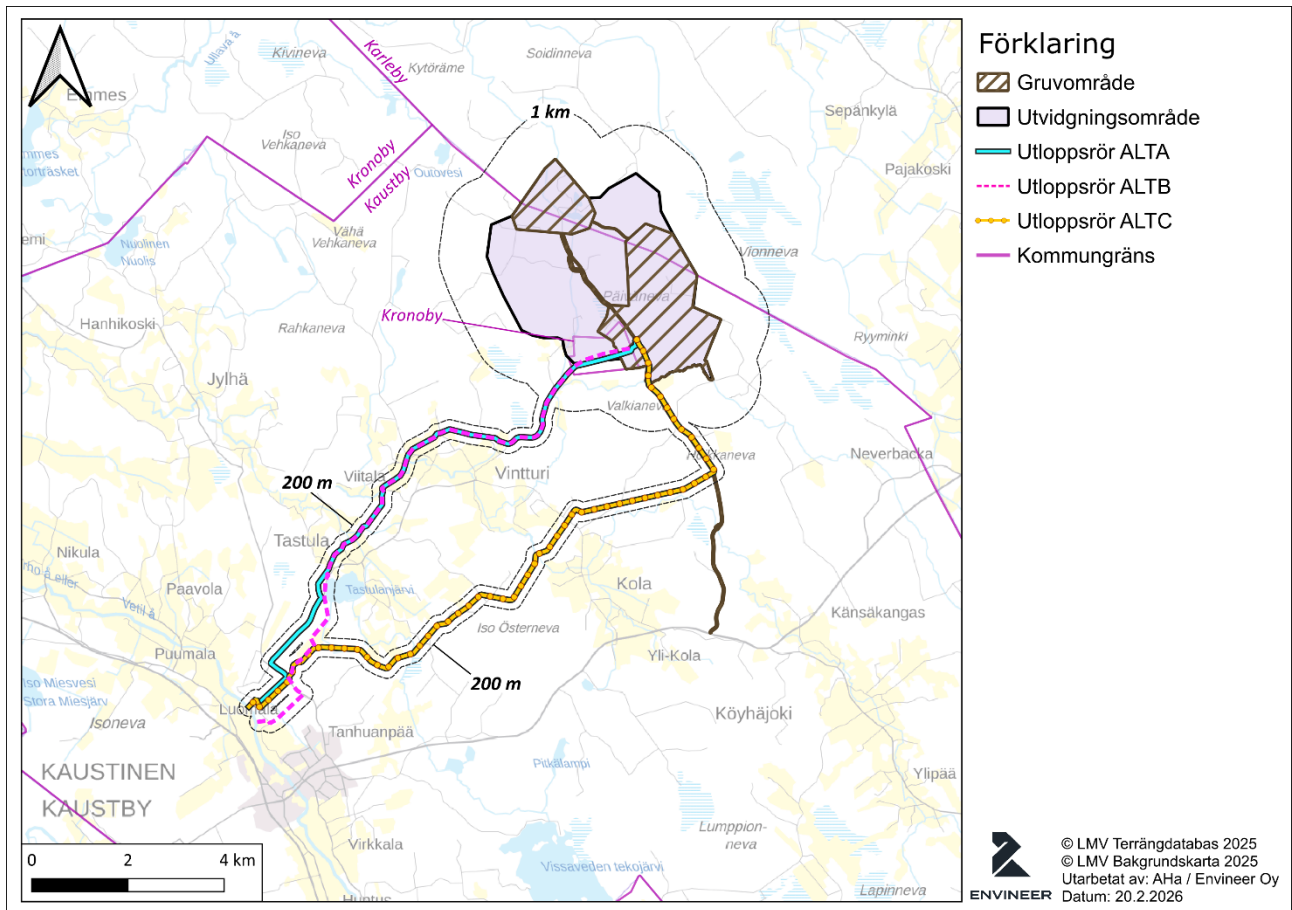 Förklaring
Gruvområde
Utvidgningsområde
Utloppsrör ALTA
Utloppsrör ALTB
Utloppsrör ALTC
Kommungräns
Karleby
Kronoby
Kaustby
Kronoby
1 km
200 m
200 m
Ullava å
Kivineva
Kytöräme
Soidinneva
Sepänkylä
Emmes
Iso
Vehkaneva
Outovesi
Pajakoski
Vähä
Vehkaneva
Nuolinen
Nuolis
Vionneva
Päiväneva
Hanhikoski
Rahkaneva
Ryyminki
Jylhä
Valkianeva
Neverbacka
Viitala
Vintturi
Tastula
Nikula
Paavola
Tastulanjärvi
Kola
Känsäkangas
Vetil å
Puumala
Iso Österneva
Yli-Kola
Iso Miesvesi
Stora Miesjärv
Isoneva
Köyhäjoki
Tanhuanpää
Pitkälampi
KAUSTINEN
KAUSTBY
Ylipää
Virkkala
Lumppion-
neva
Vissaveden tekojärvi
Lapinneva
0 2 4 km
ENVINEER
© LMV Terrängdatabas 2025
© LMV Bakgrundskarta 2025
Utarbetat av: AHa / Envineer Oy
Datum: 20.2.2026